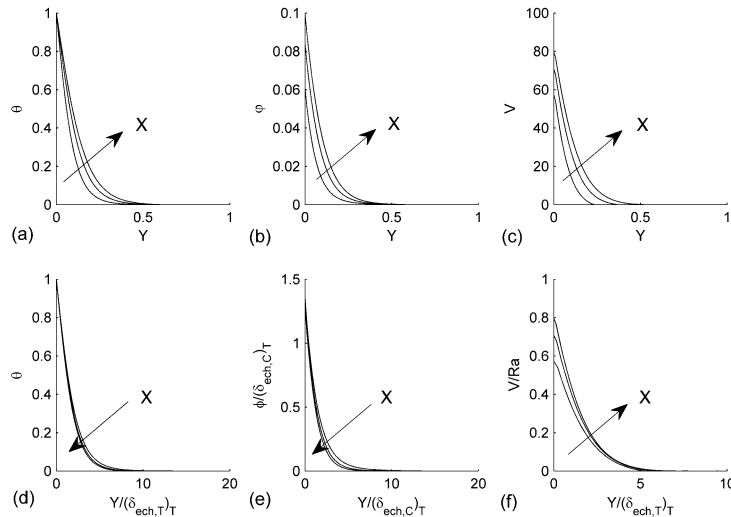 1
0.8
0.6
0.4
0.2
0
0
0.5
1
θ
Y
X
(a)
0.1
0.08
0.06
0.04
0.02
0
0
0.5
1
φ
Y
X
(b)
100
80
60
40
20
0
0
0.5
1
V
Y
X
(c)
1
0.8
0.6
0.4
0.2
0
0
10
20
θ
Y/(δech,T)T
X
(d)
1.5
1
0.5
0
0
10
20
ϕ/(δech,C)T
Y/(δech,C)T
X
(e)
1
0.8
0.6
0.4
0.2
0
0
5
10
V/Ra
Y/(δech,T)T
X
(f)